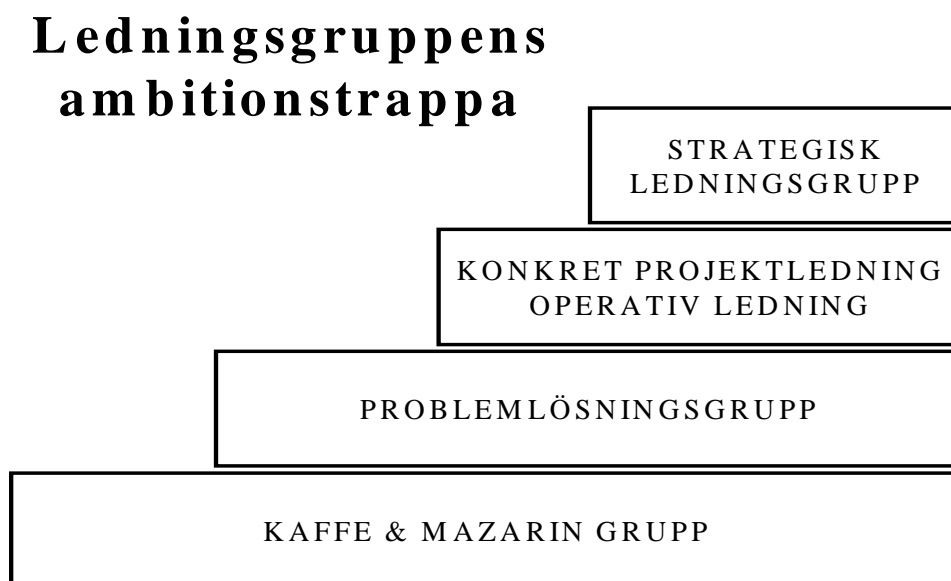 Ledningsgruppens
ambitionstrappa
STRATEGISK
LEDNINGSGRUPP
KONKRET PROJEKTLEDNING
OPERATIV LEDNING
PROBLEMLÖSNINGSGRUPP
KAFFE & MAZARIN GRUPP